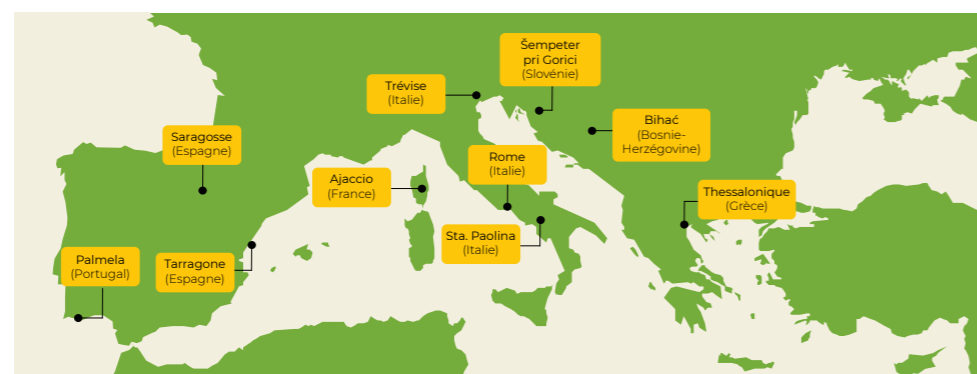 Šempeter
pri Gorici
(Slovénie)
Trévise
(Italie)
Bihać
(Bosnie-
Herzégovine)
Saragosse
(Espagne)
Rome
(Italie)
Ajaccio
(France)
Thessalonique
(Grèce)
Sta. Paolina
(Italie)
Palmela
(Portugal)
Tarragone
(Espagne)